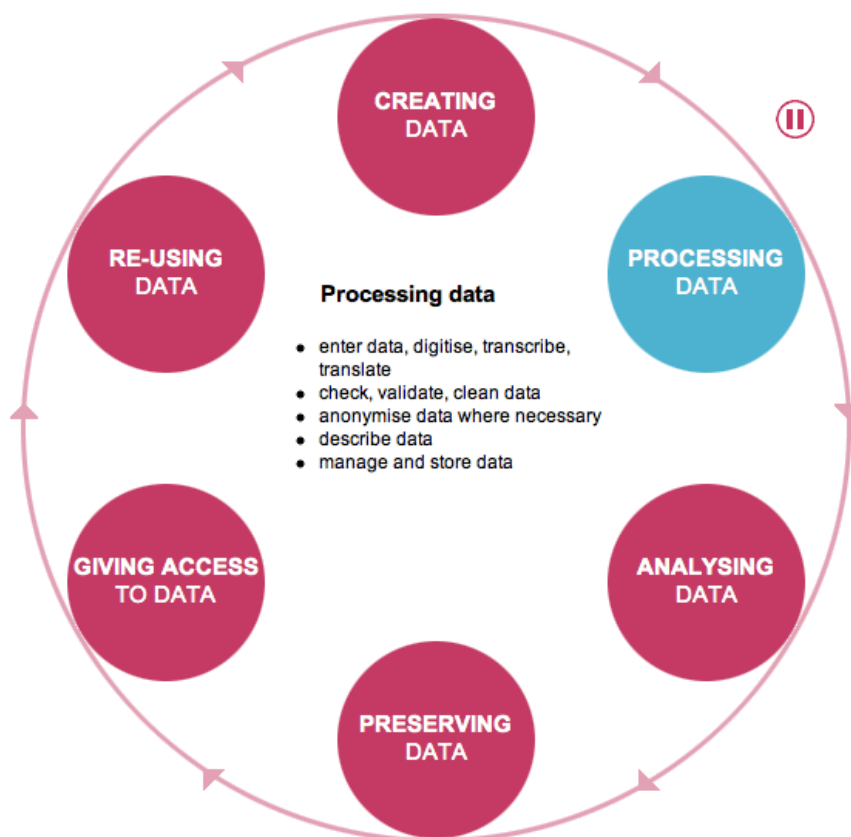 CREATING
DATA
PROCESSING
DATA
RE-USING
DATA
Processing data
enter data, digitise, transcribe,
translate
check, validate, clean data
anonymise data where necessary
describe data
manage and store data
ANALYSING
DATA
GIVING ACCESS
TO DATA
PRESERVING
DATA